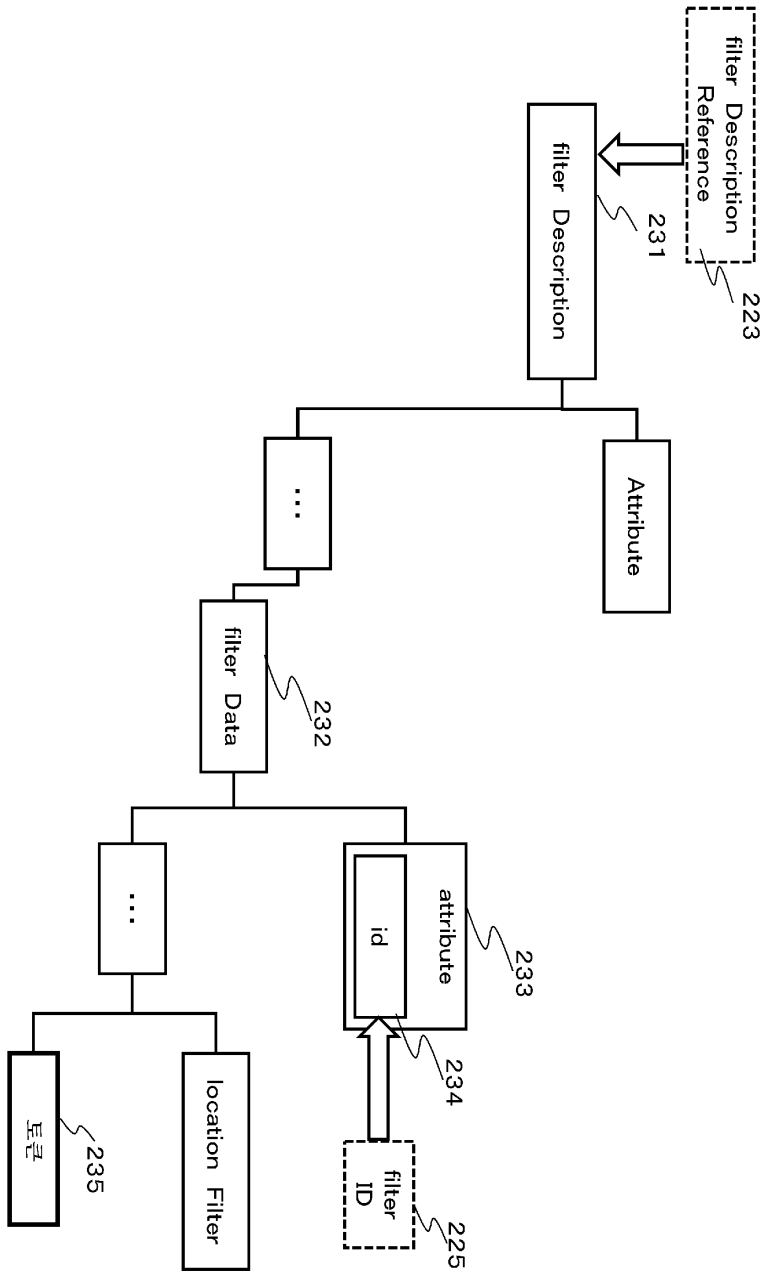 filter Description
Reference
223
filter Description
231
Attribute
...
filter Data
232
attribute
233
id
234
filter
ID
225
...
location Filter
토큰
235